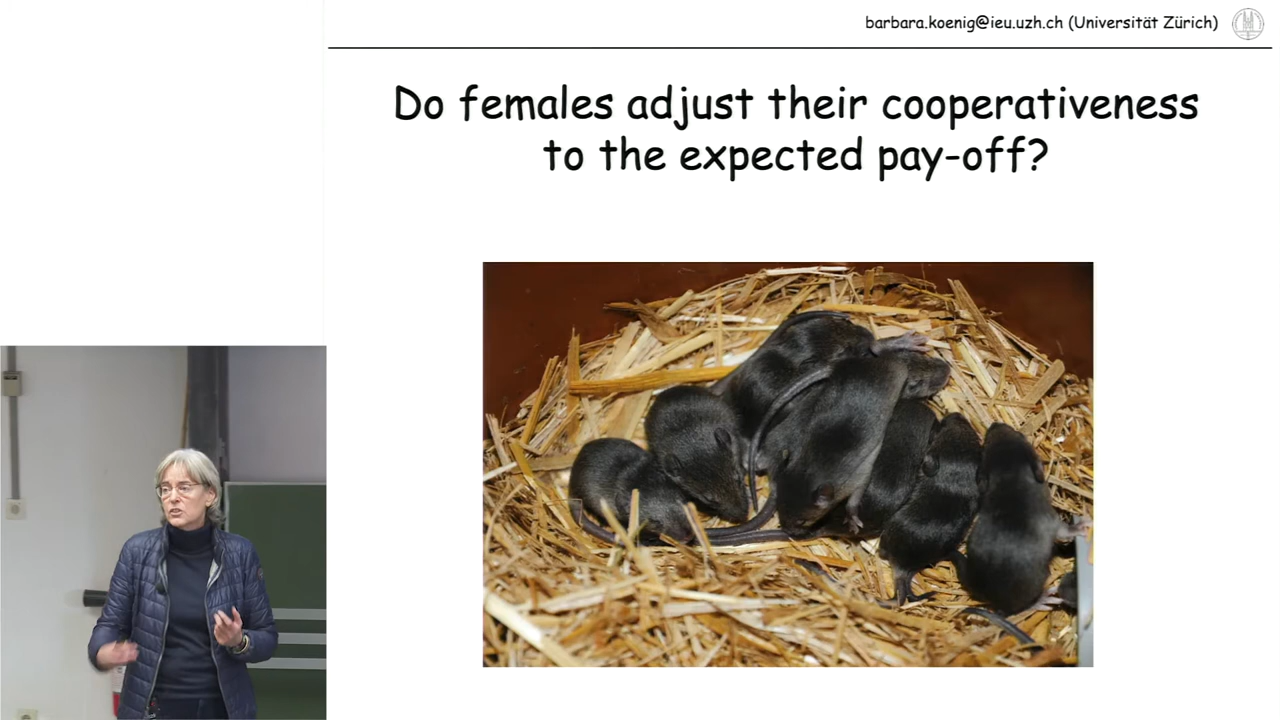 barbara.koenig@ieu.uzh.ch (Universität Zürich)
Do females adjust their cooperativeness
to the expected pay-off?